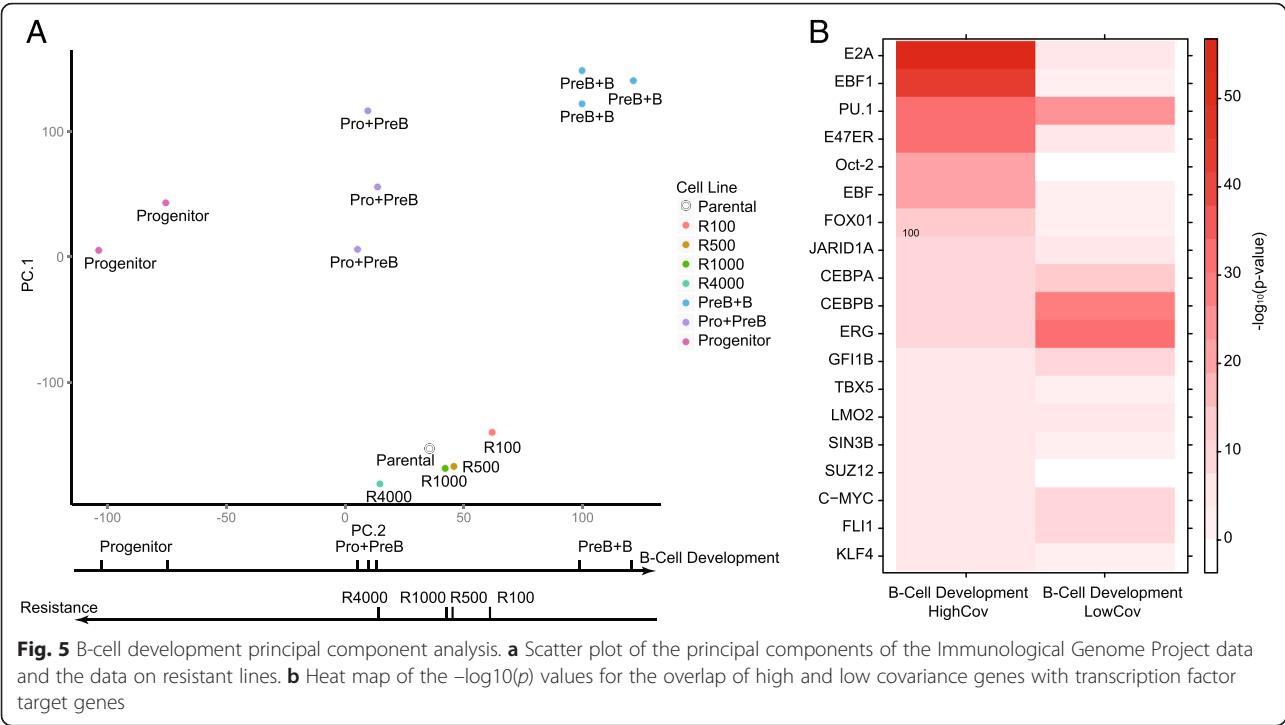 A
B
PC.1
100
0
-100
-100
-50
0
50
100
PC.2
PreB+B
PreB+B
PreB+B
Pro+PreB
Pro+PreB
Pro+PreB
Progenitor
Progenitor
R100
Parental
R500
R1000
R4000
Cell Line
Parental
R100
R500
R1000
R4000
PreB+B
Pro+PreB
Progenitor
Progenitor
Pro+PreB
PreB+B
B-Cell Development
R4000
R1000
R500
R100
Resistance
E2A
EBF1
PU.1
E47ER
Oct-2
EBF
FOX01
100
JARID1A
CEBPA
CEBPB
ERG
GFI1B
TBX5
LMO2
SIN3B
SUZ12
C−MYC
FLI1
KLF4
B-Cell Development
HighCov
B-Cell Development
LowCov
50
40
30
20
10
0
-log₁₀(p-value)
Fig. 5 B-cell development principal component analysis. a Scatter plot of the principal components of the Immunological Genome Project data
and the data on resistant lines. b Heat map of the –log10(p) values for the overlap of high and low covariance genes with transcription factor
target genes